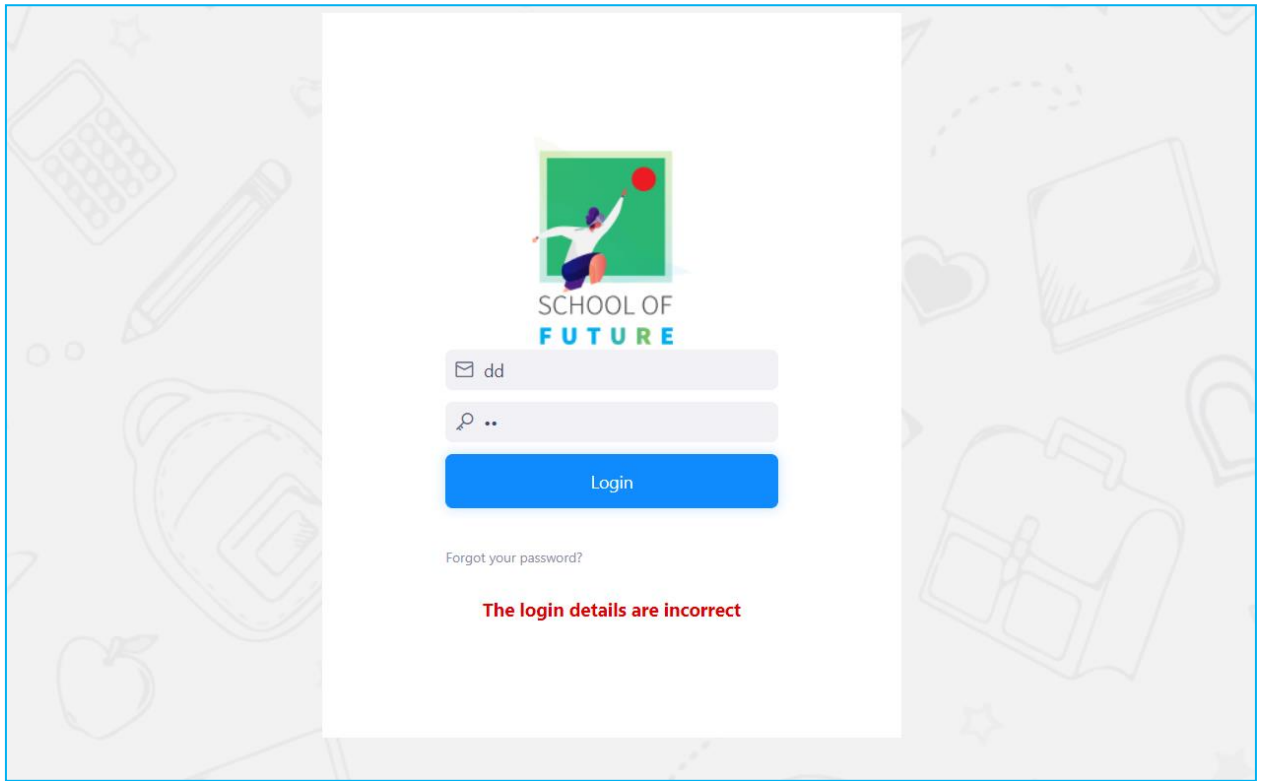 SCHOOL OF
FUTURE
dd
••
Login
Forgot your password?
The login details are incorrect